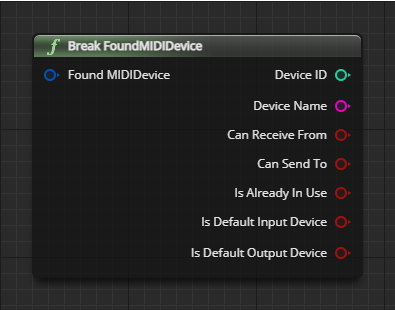 Break FoundMIDIDevice
Found MIDIDevice
Device ID
Device Name
Can Receive From
Can Send To
Is Already In Use
Is Default Input Device
Is Default Output Device